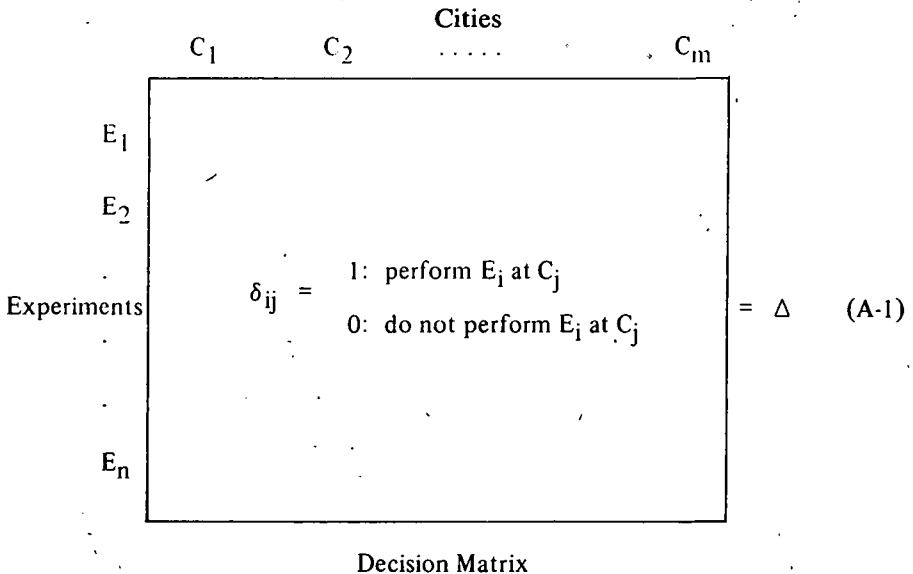 Cities
C₁ C₂ ..... Cₘ
E₁
E₂
.
Experiments
.
.
Eₙ
δᵢⱼ =
1: perform Eᵢ at Cⱼ
0: do not perform Eᵢ at Cⱼ
= Δ (A-1)
Decision Matrix